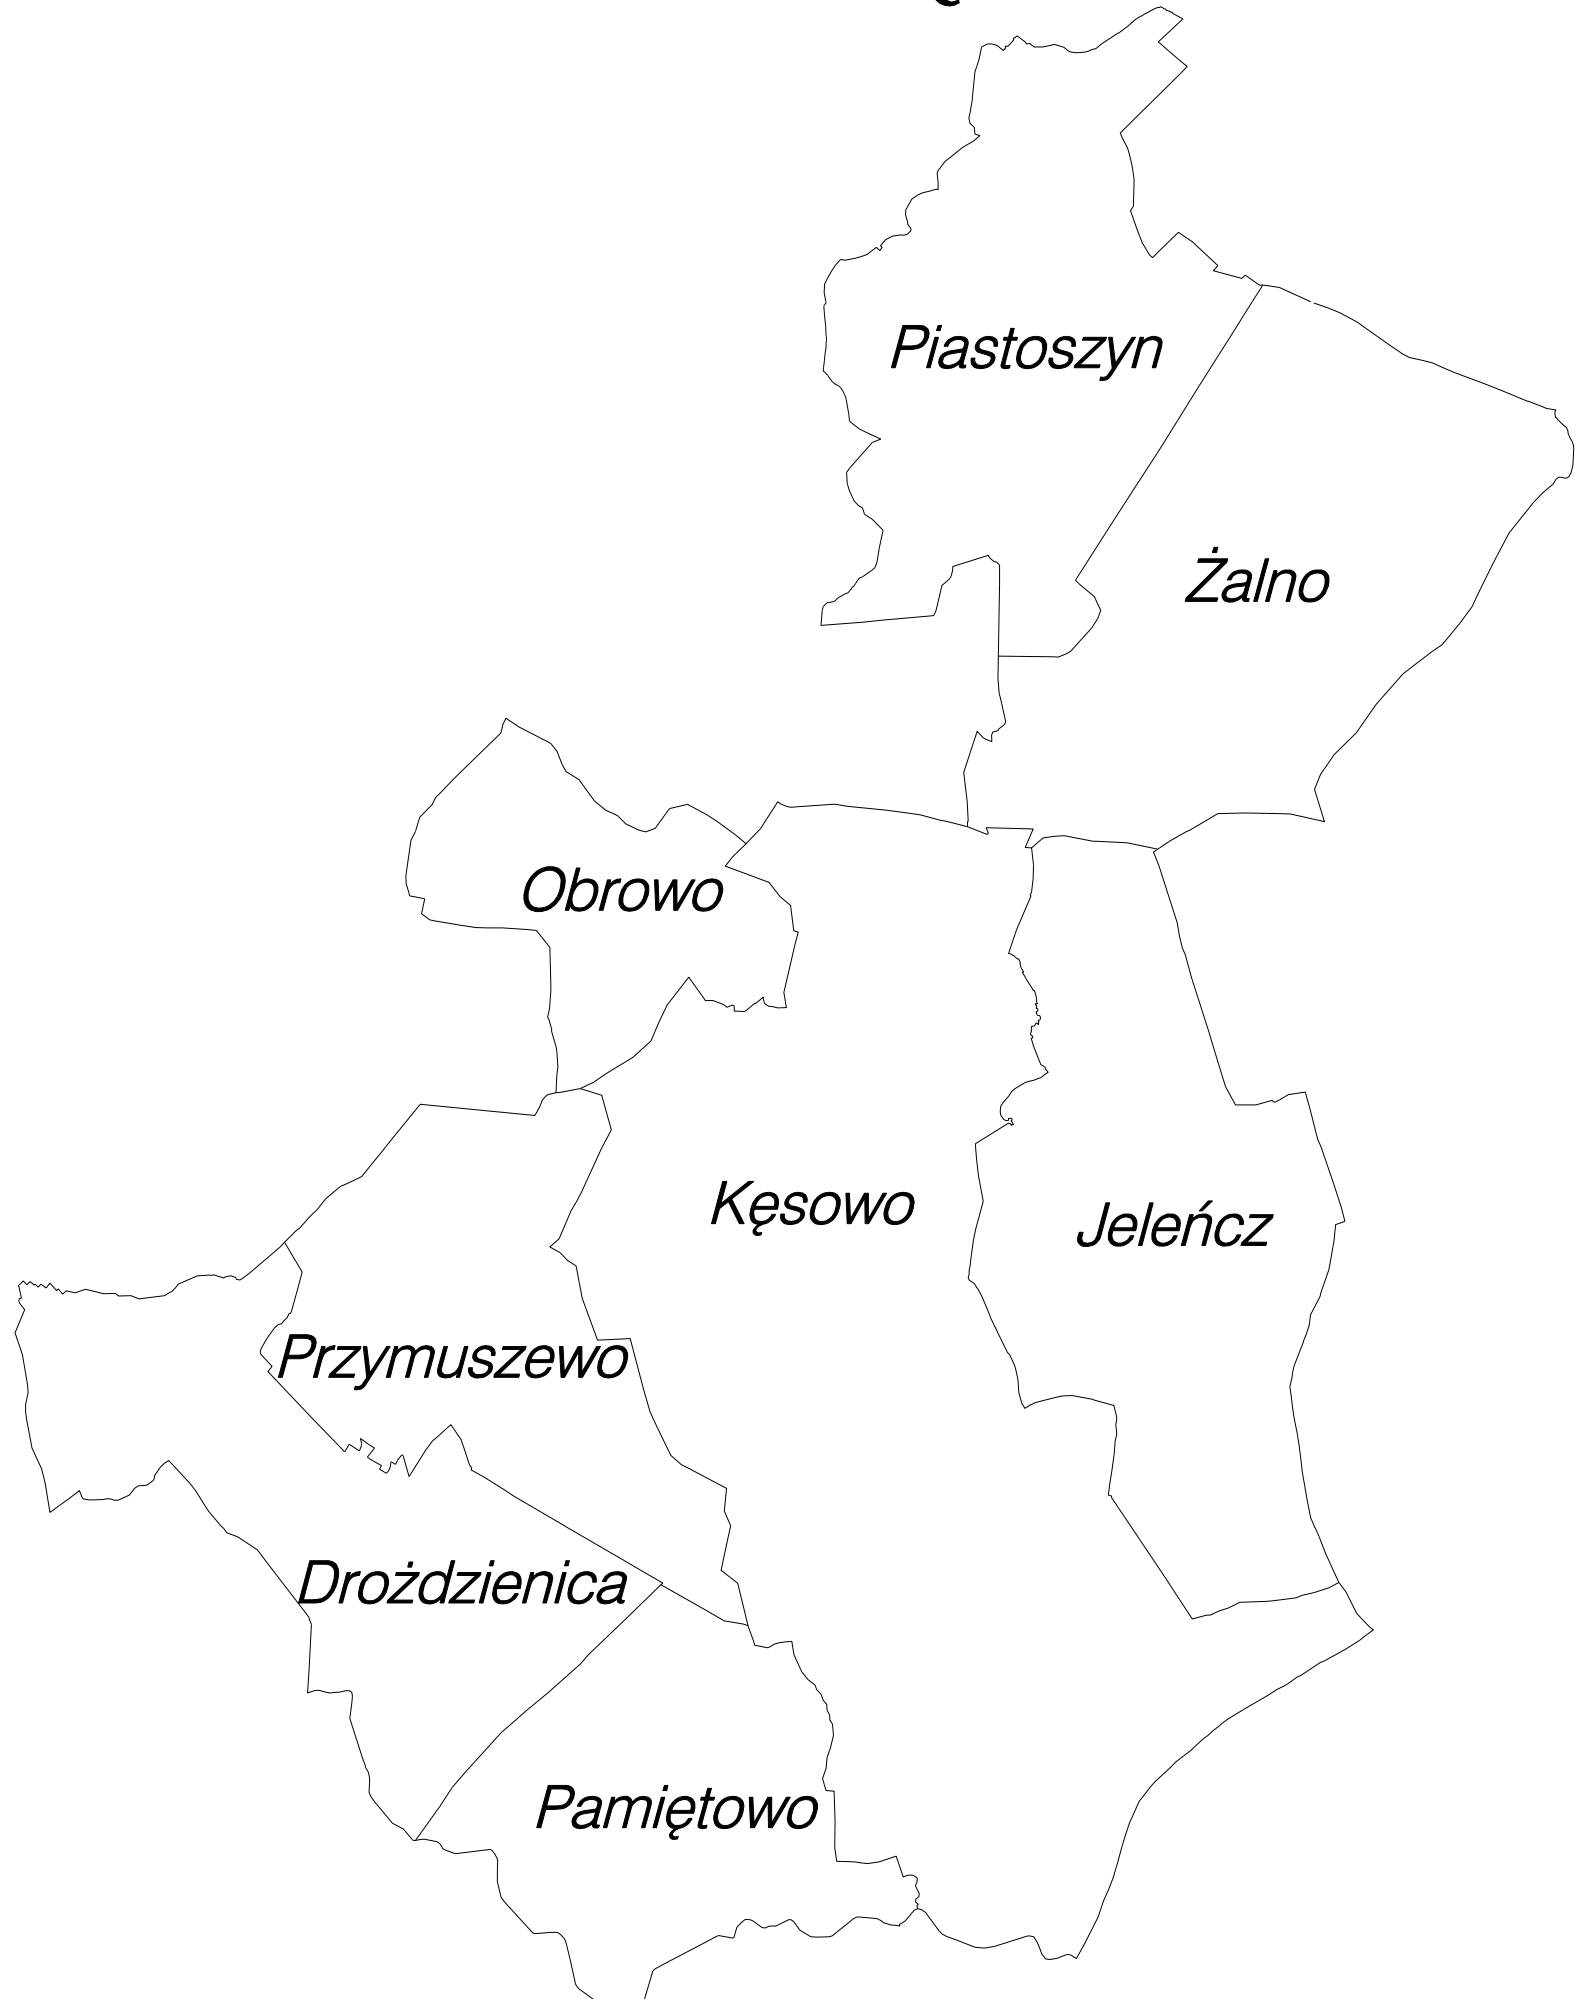 Piastoszyn
Żalno
Obrowo
Kęsowo
Jeleńcz
Przymuszewo
Drożdzienica
Pamiętowo